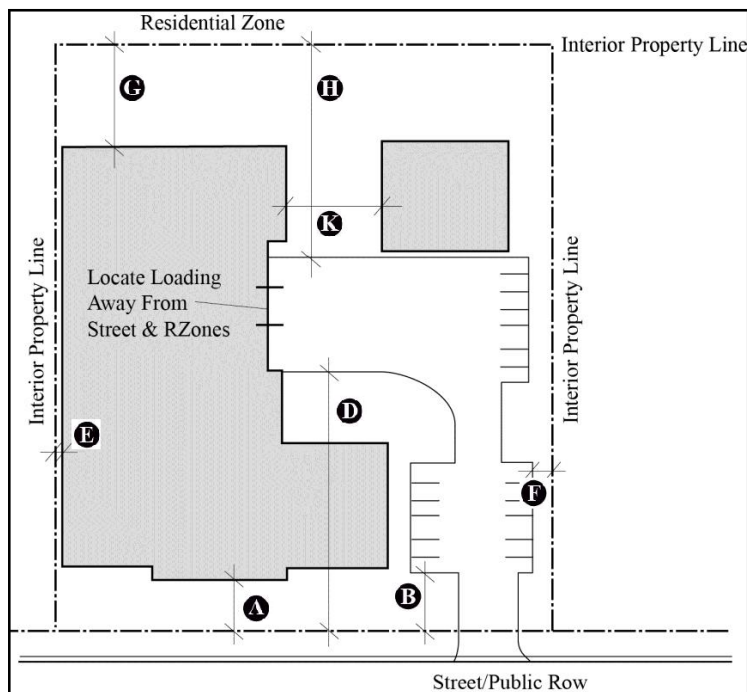 Residential Zone
Interior Property Line
G
H
K
Locate Loading
Away From
Street & RZones
Interior Property Line
Interior Property Line
D
E
F
B
A
Street/Public Row